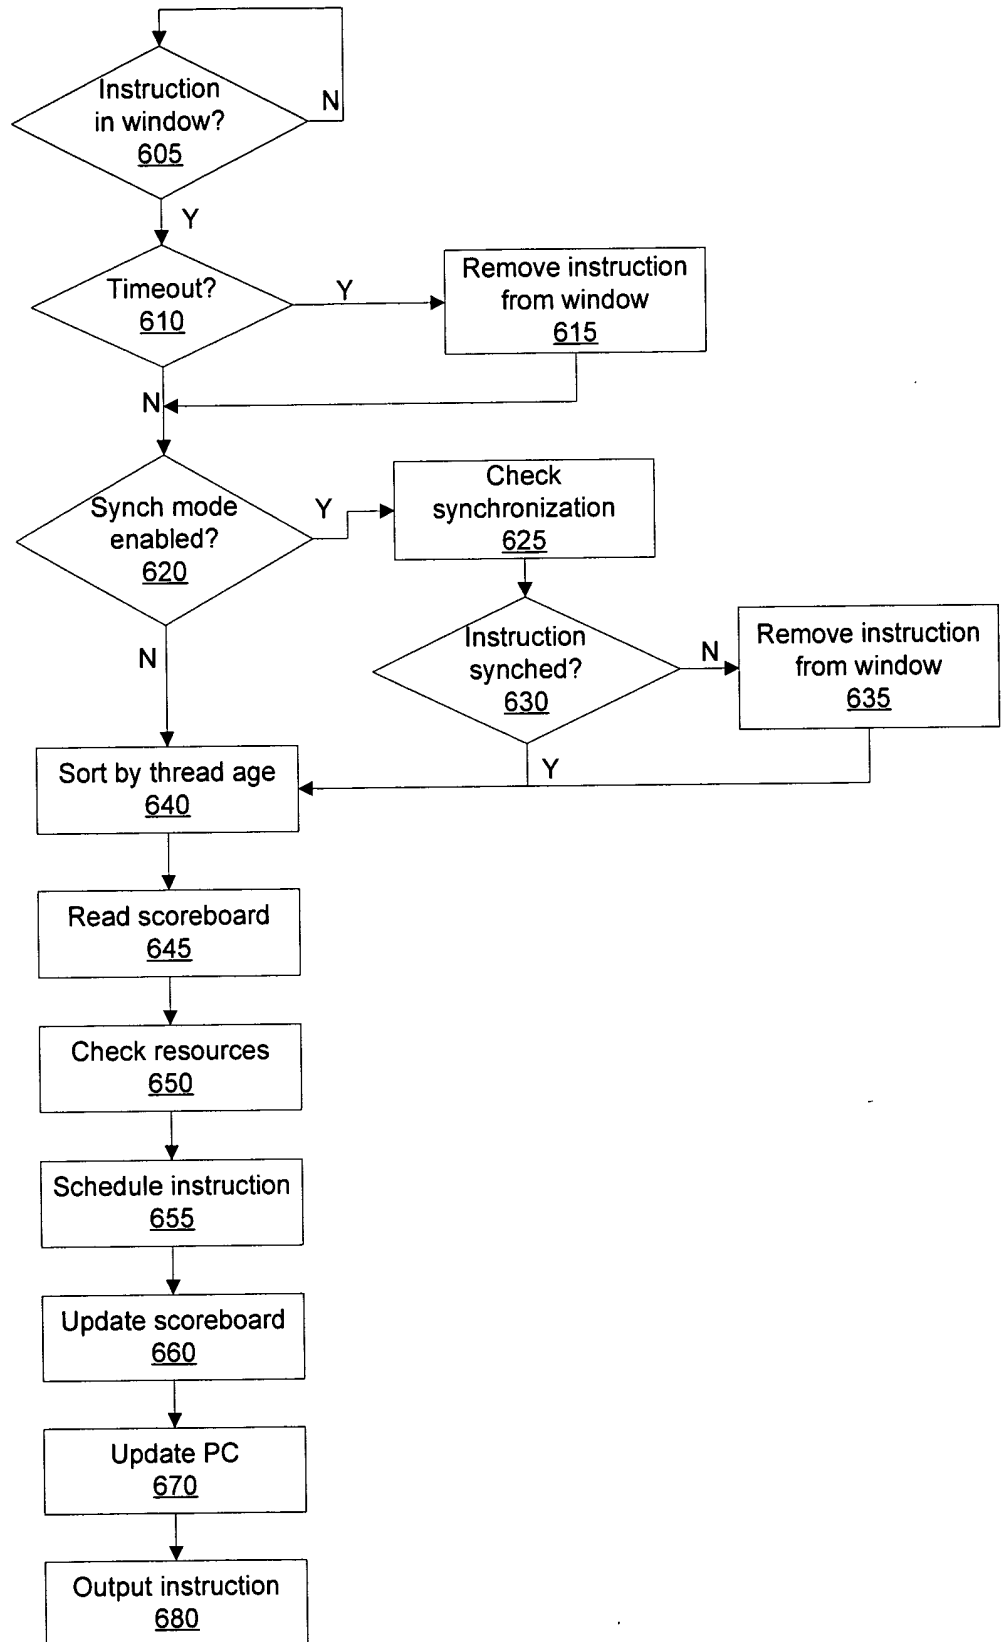 Instruction
in window?
605
N
Y
Timeout?
610
Y
Remove instruction
from window
615
N
Synch mode
enabled?
620
Y
Check
synchronization
625
N
Instruction
synched?
630
N
Remove instruction
from window
635
Y
Sort by thread age
640
Read scoreboard
645
Check resources
650
Schedule instruction
655
Update scoreboard
660
Update PC
670
Output instruction
680